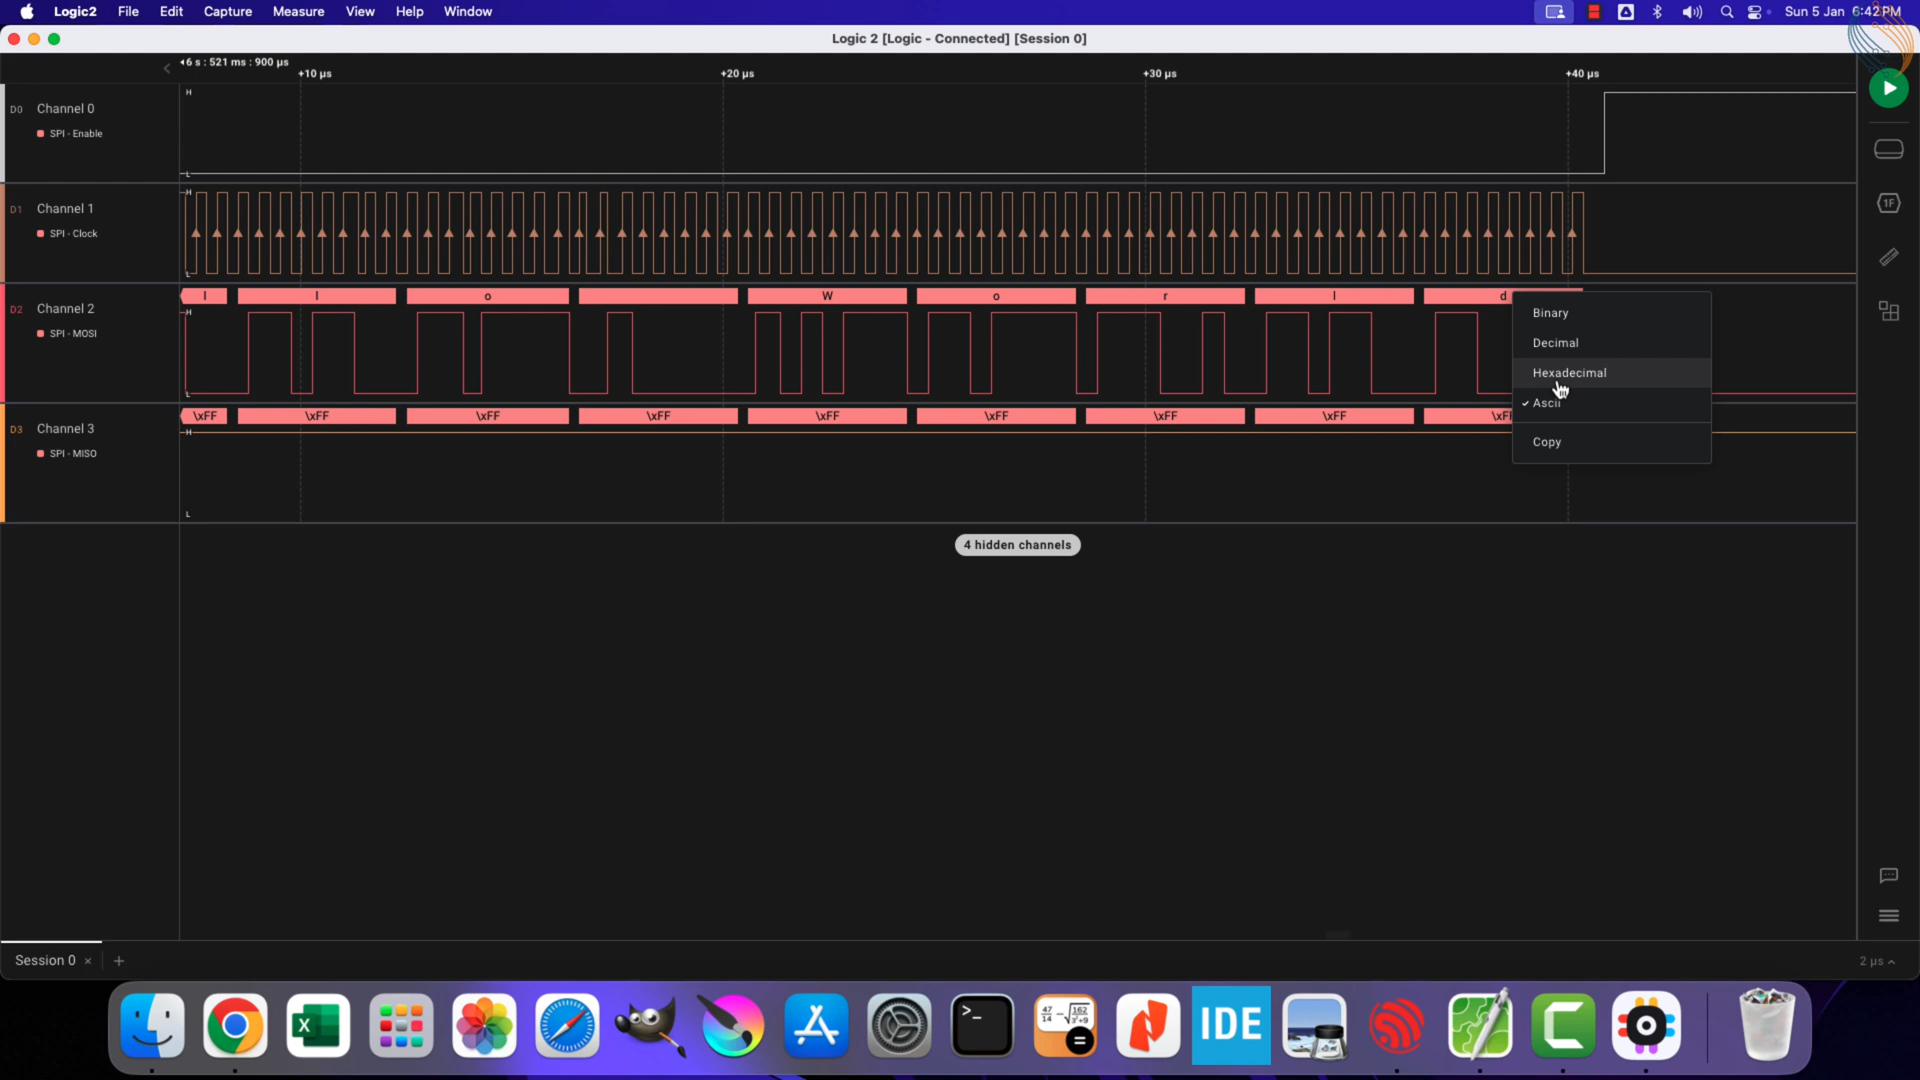 Logic2 File Edit Capture Measure View Help Window
Sun 5 Jan 6:42PM
Logic 2 [Logic - Connected] [Session 0]
6 s : 521 ms : 900 µs
+10 µs +20 µs +30 µs +40 µs
D0 Channel 0
SPI - Enable
H
L
D1 Channel 1
SPI - Clock
H
L
l l o W o r l d
D2 Channel 2
SPI - MOSI
H
L
\xFF \xFF \xFF \xFF \xFF \xFF \xFF \xFF
D3 Channel 3
SPI - MISO
H
L
Binary
Decimal
Hexadecimal
Ascii
Copy
1F
4 hidden channels
Session 0 × +
2 µs
IDE